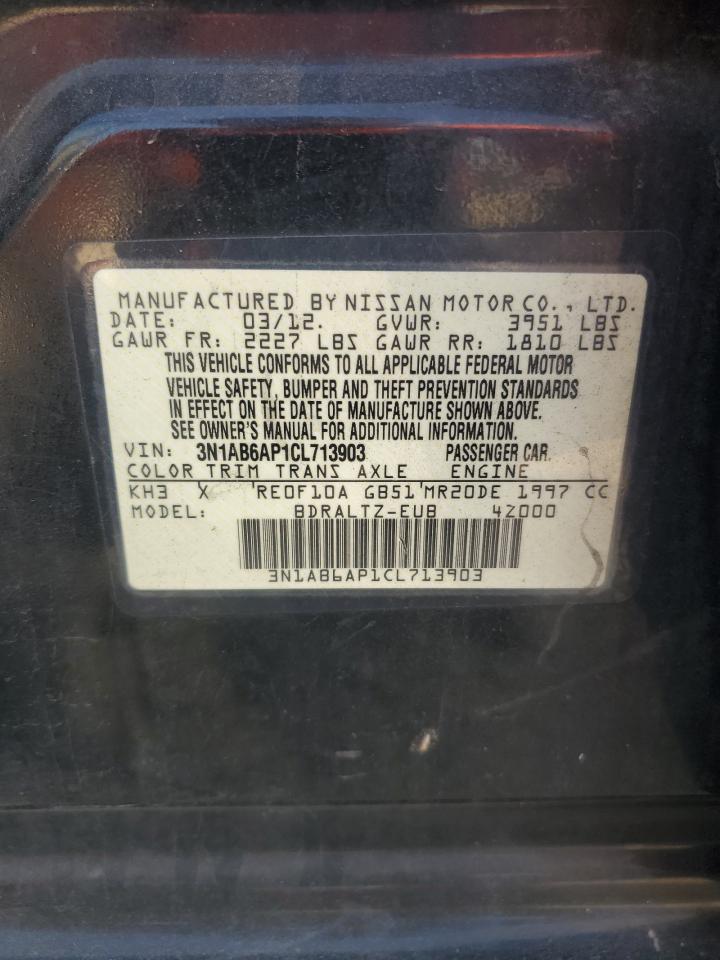 MANUFACTURED BY NISSAN MOTOR CO., LTD.
DATE: 03/12. GVWR: 3951 LBS
GAWR FR: 2227 LBS GAWR RR: 1810 LBS
THIS VEHICLE CONFORMS TO ALL APPLICABLE FEDERAL MOTOR
VEHICLE SAFETY, BUMPER AND THEFT PREVENTION STANDARDS
IN EFFECT ON THE DATE OF MANUFACTURE SHOWN ABOVE.
SEE OWNER'S MANUAL FOR ADDITIONAL INFORMATION.
VIN: 3N1AB6AP1CL713903 PASSENGER CAR.
COLOR TRIM TRANS AXLE ENGINE
KH3 X 'RE0F10A GB51'MR20DE 1997 CC
MODEL: BDRALTZ-EUB 4Z000
3N1AB6AP1CL713903